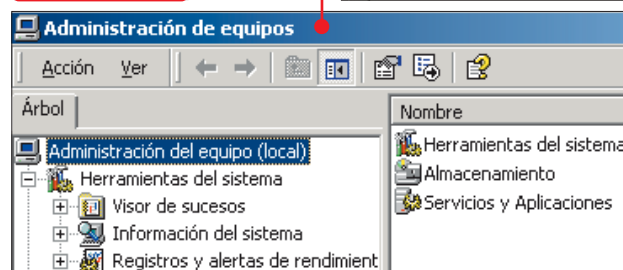 Administración de equipos
Acción Ver
Árbol
Nombre
Administración del equipo (local)
Herramientas del sistema
Visor de sucesos
Información del sistema
Registros y alertas de rendimient
Herramientas del sistema
Almacenamiento
Servicios y Aplicaciones